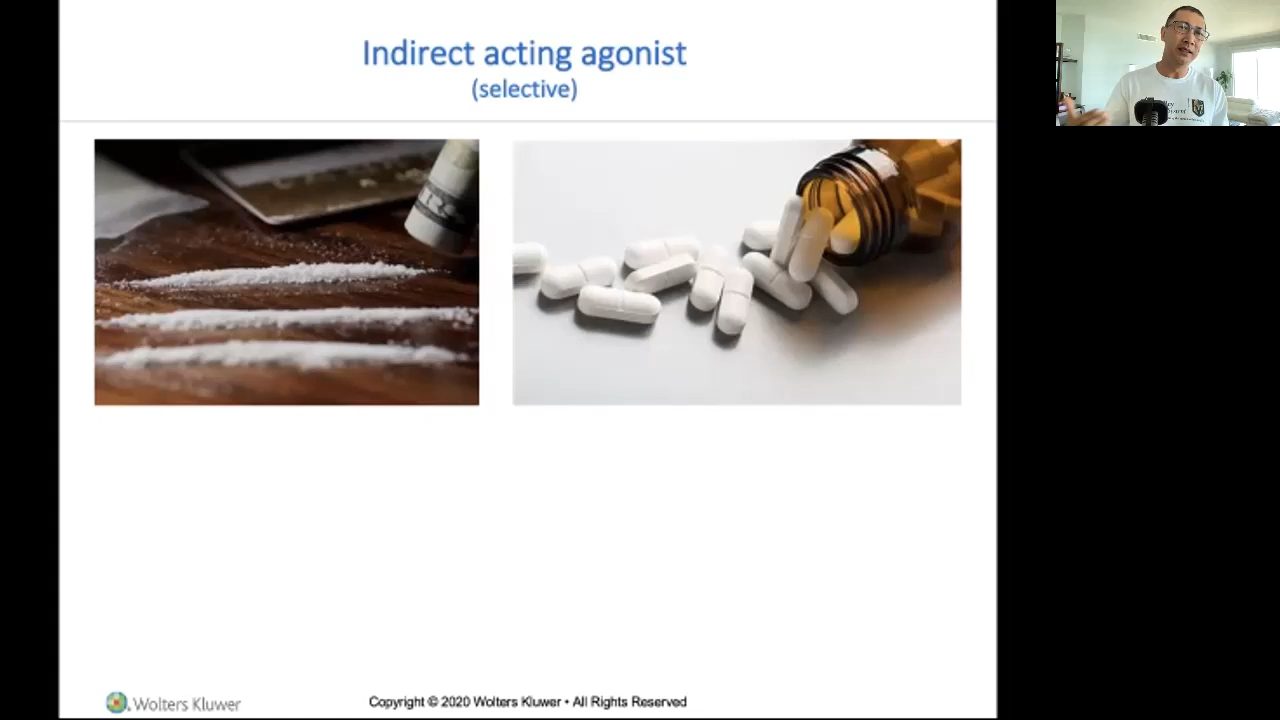 Indirect acting agonist
(selective)
Wolters Kluwer
Copyright © 2020 Wolters Kluwer • All Rights Reserved